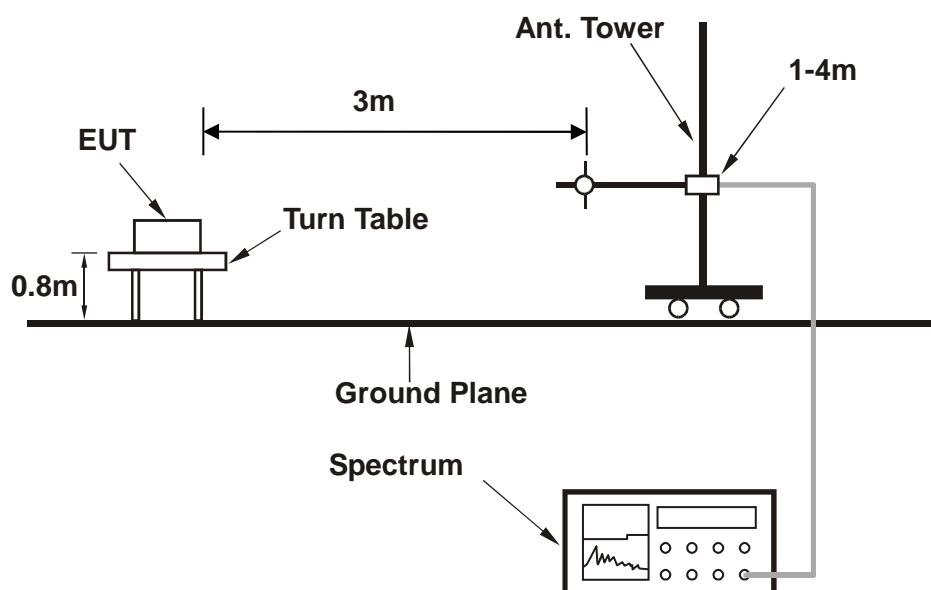 Ant. Tower
1-4m
3m
EUT
Turn Table
0.8m
Ground Plane
Spectrum